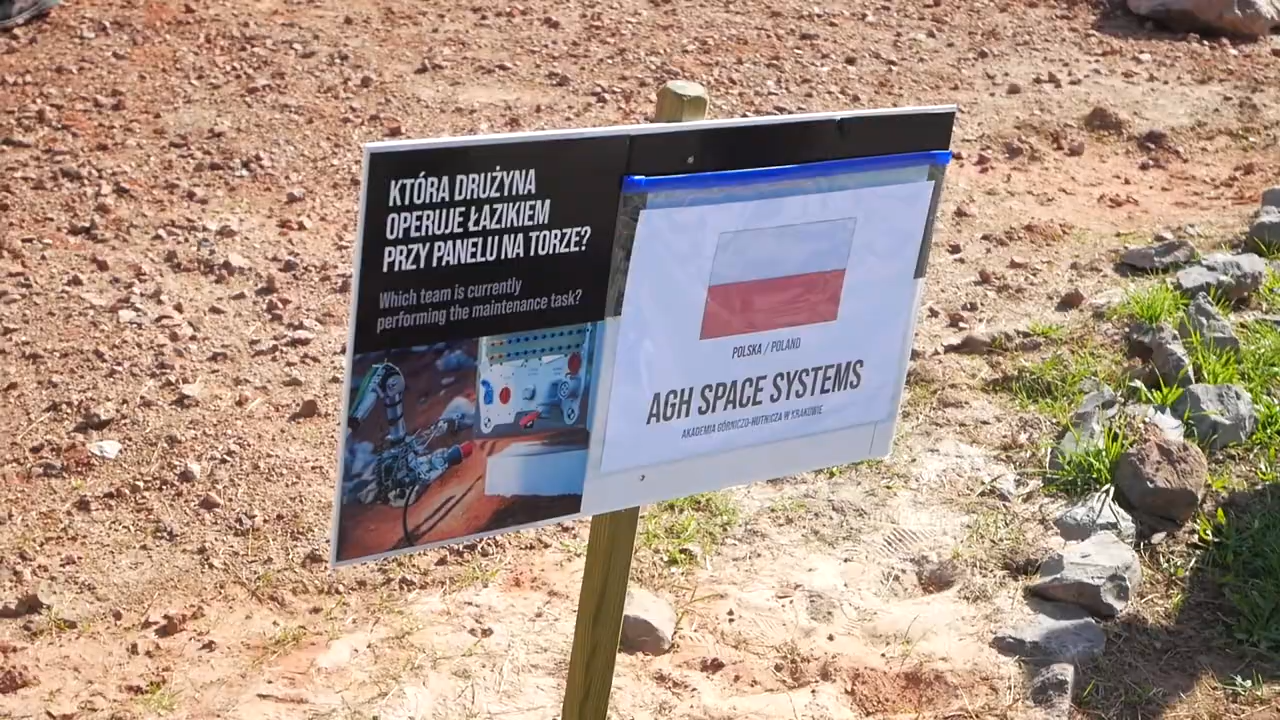 KTÓRA DRUŻYNA
OPERUJE ŁAZIKIEM
PRZY PANELU NA TORZE?
Which team is currently
performing the maintenance task?
POLSKA / POLAND
AGH SPACE SYSTEMS
AKADEMIA GÓRNICZO-HUTNICZA W KRAKOWIE